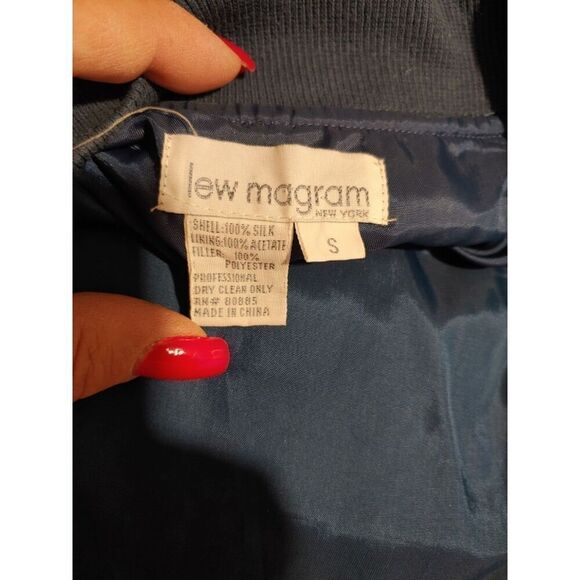 lew magram
NEW YORK
S
SHELL:100% SILK
LINING:100% ACETATE
FILLER: 100%
POLYESTER
PROFESSIONAL
DRY CLEAN ONLY
RN# 80885
MADE IN CHINA